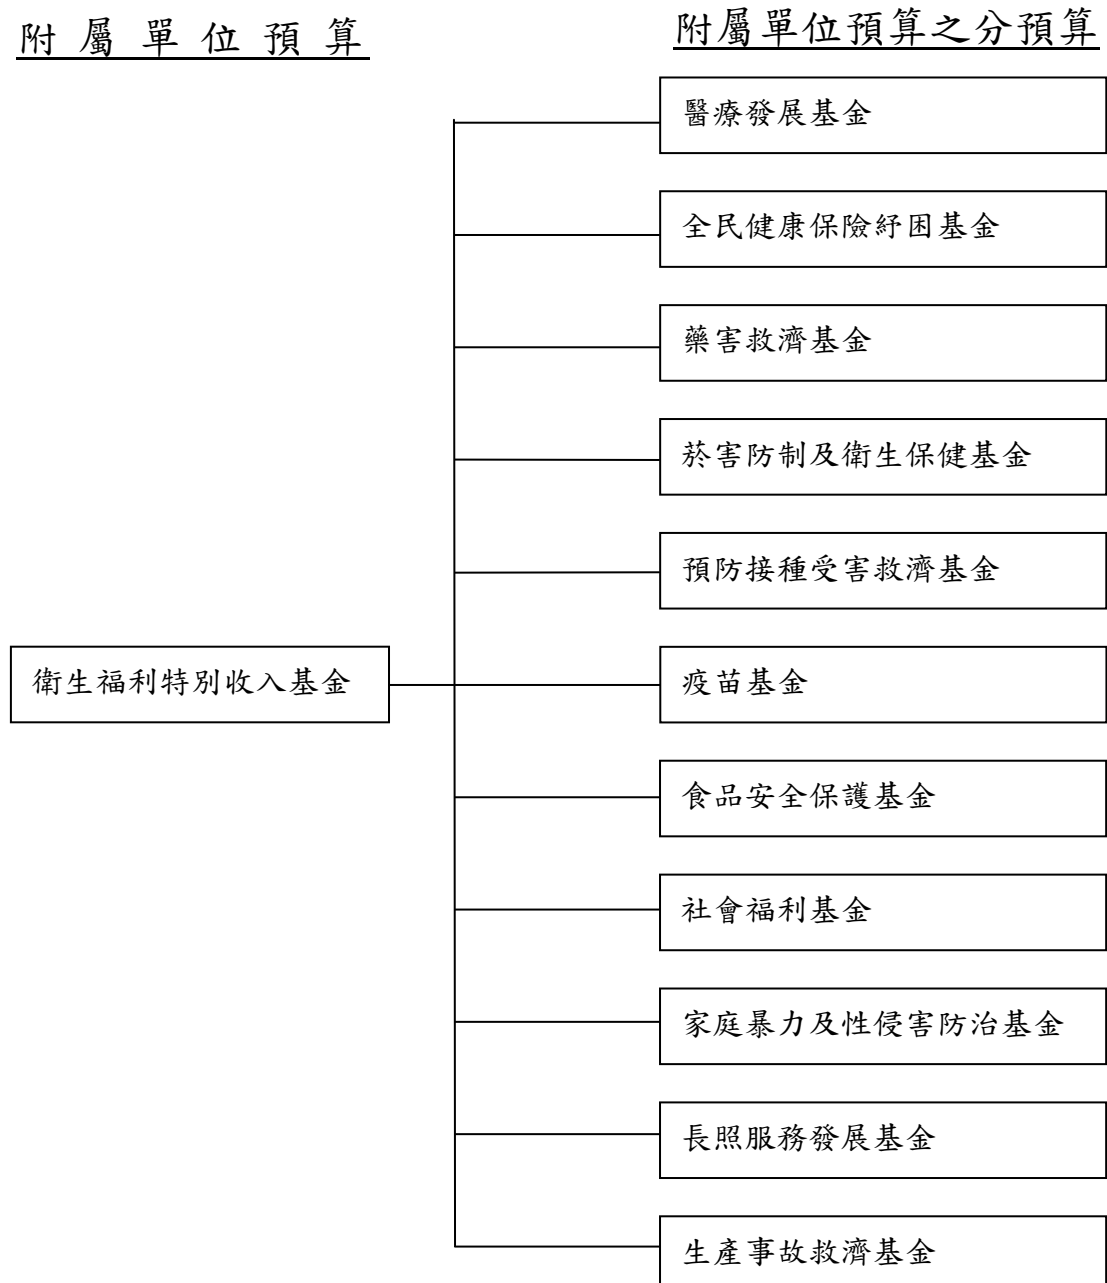 附屬單位預算
附屬單位預算之分預算
醫療發展基金
全民健康保險紓困基金
藥害救濟基金
菸害防制及衛生保健基金
預防接種受害救濟基金
衛生福利特別收入基金
疫苗基金
食品安全保護基金
社會福利基金
家庭暴力及性侵害防治基金
長照服務發展基金
生產事故救濟基金